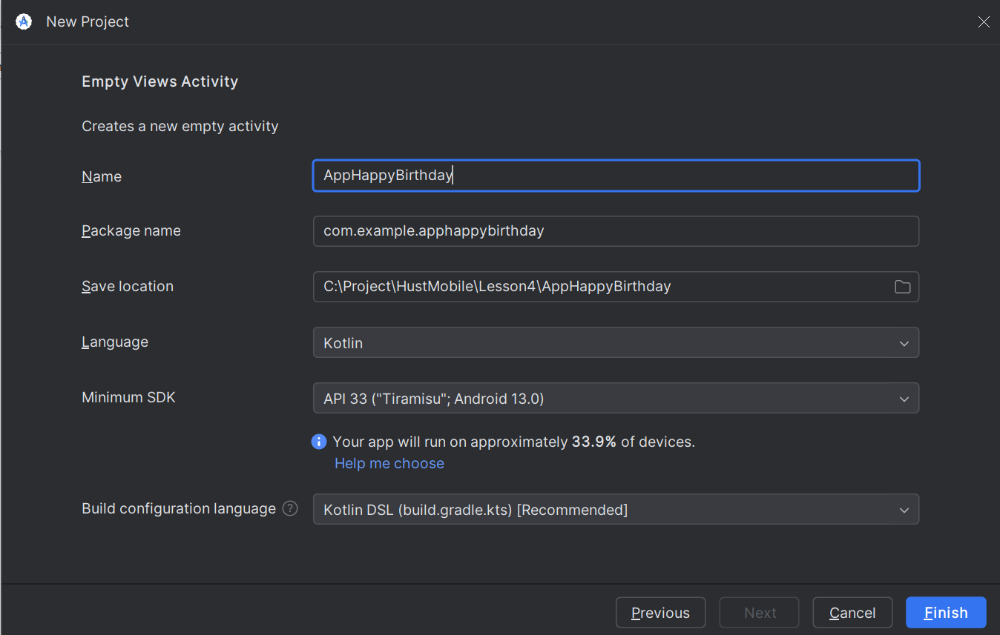 New Project
Empty Views Activity
Creates a new empty activity
Name
AppHappyBirthday
Package name
com.example.apphappybirthday
Save location
C:\Project\HustMobile\Lesson4\AppHappyBirthday
Language
Kotlin
Minimum SDK
API 33 ("Tiramisu"; Android 13.0)
Your app will run on approximately 33.9% of devices.
Help me choose
Build configuration language ?
Kotlin DSL (build.gradle.kts) [Recommended]
Previous
Next
Cancel
Finish